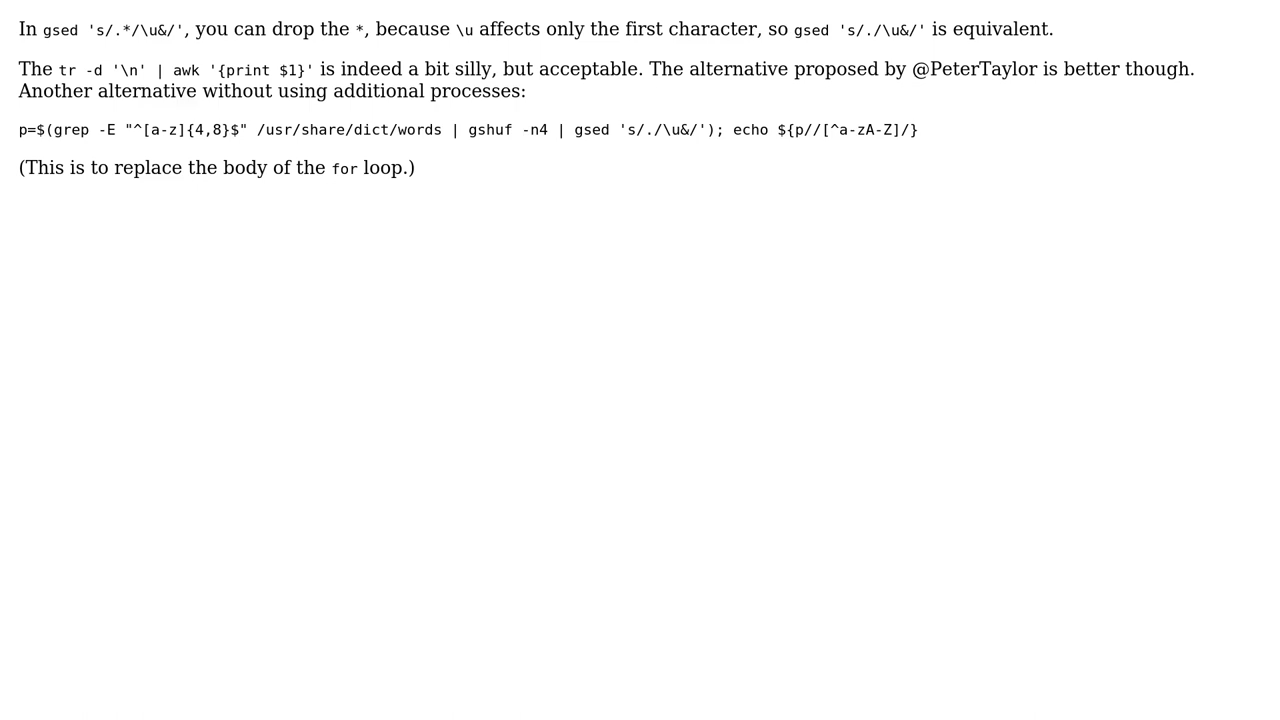 In gsed 's/.*/\u&/', you can drop the *, because \u affects only the first character, so gsed 's/./\u&/' is equivalent.
The tr -d '\n' | awk '{print $1}' is indeed a bit silly, but acceptable. The alternative proposed by @PeterTaylor is better though.
Another alternative without using additional processes:
p=$(grep -E "^[a-z]{4,8}$" /usr/share/dict/words | gshuf -n4 | gsed 's/./\u&/'); echo ${p//[^a-zA-Z]/}
(This is to replace the body of the for loop.)